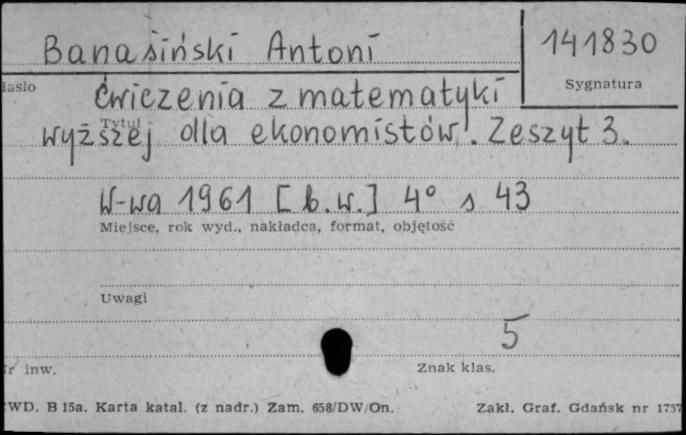 Banasiński Antoni
141830
Sygnatura
Hasło
Ćwiczenia z matematyki
Tytuł
wyższej dla ekonomistów. Zeszyt 3.
W-wa 1961 [b.w.] 4° s 43
Miejsce, rok wyd., nakładca, format, objętość
Uwagi
5
Nr inw.
Znak klas.
CWD. B 15a. Karta katal. (z nadr.) Zam. 658/DW/On.
Zakł. Graf. Gdańsk nr 1737